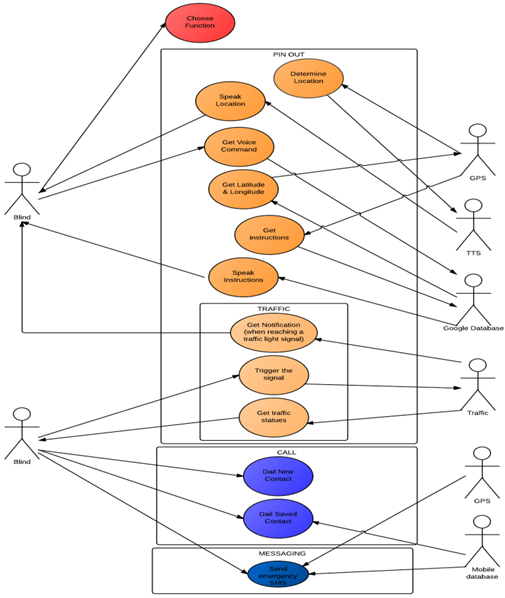 Choose
Function
PIN OUT
Determine
Location
Speak
Location
Get Voice
Command
GPS
Get Latitude
& Longitude
Blind
Get
instructions
TTS
Speak
Instructions
Google Database
TRAFFIC
Get Notification
(when reaching a
traffic light signal)
Trigger the
signal
Traffic
Get traffic
statues
Blind
CALL
Dail New
Contact
GPS
Dail Saved
Contact
MESSAGING
Mobile
database
Send
emergency
SMS